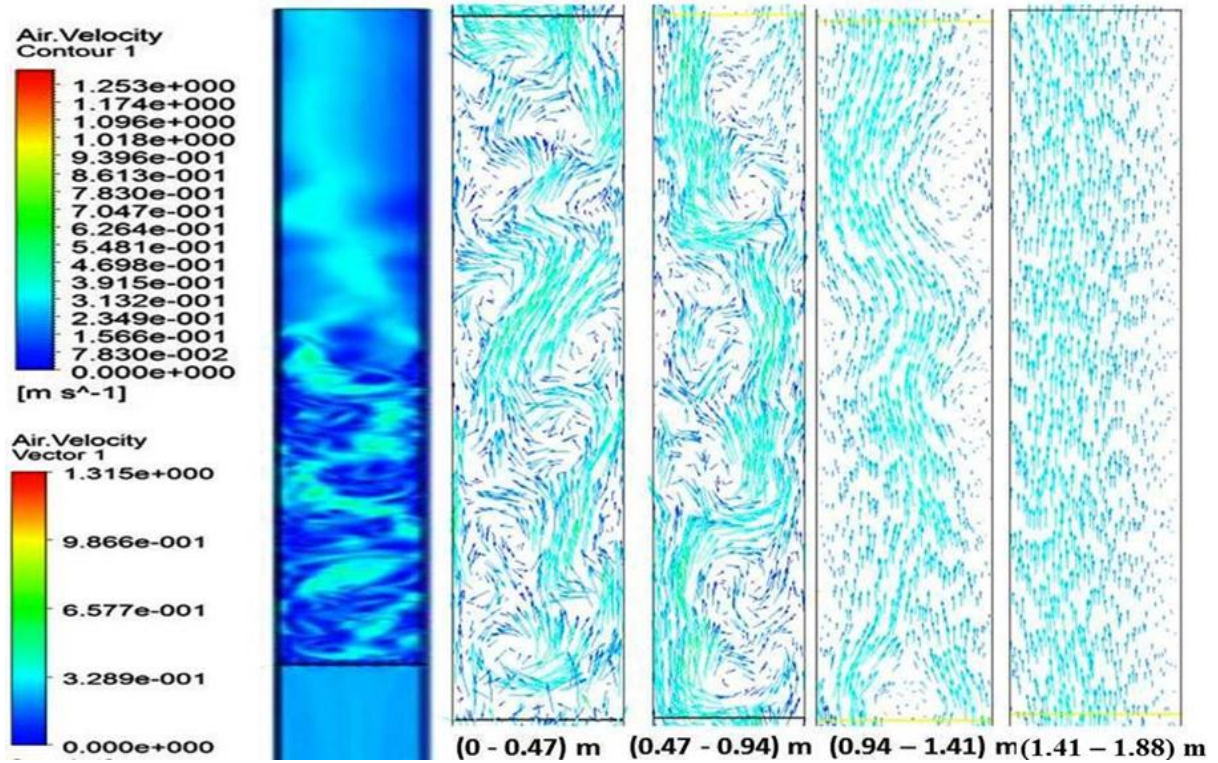 Air.Velocity
Contour 1
1.253e+000
1.174e+000
1.096e+000
1.018e+000
9.396e-001
8.613e-001
7.830e-001
7.047e-001
6.264e-001
5.481e-001
4.698e-001
3.915e-001
3.132e-001
2.349e-001
1.566e-001
7.830e-002
0.000e+000
[m s^-1]
Air.Velocity
Vector 1
1.315e+000
9.866e-001
6.577e-001
3.289e-001
0.000e+000
(0 - 0.47) m
(0.47 - 0.94) m
(0.94 – 1.41) m
(1.41 – 1.88) m